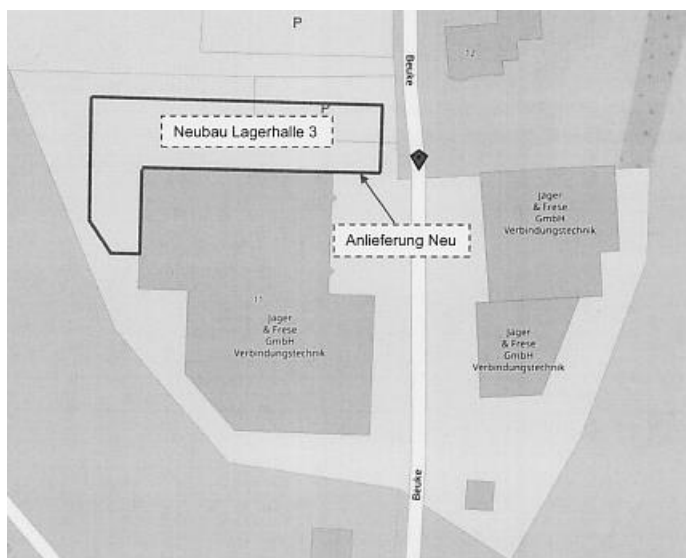 P
Beuke
12
P
Neubau Lagerhalle 3
Anlieferung Neu
Jäger
& Frese
GmbH
Verbindungstechnik
11
Jäger
& Frese
GmbH
Verbindungstechnik
Jäger
& Frese
GmbH
Verbindungstechnik
Beuke